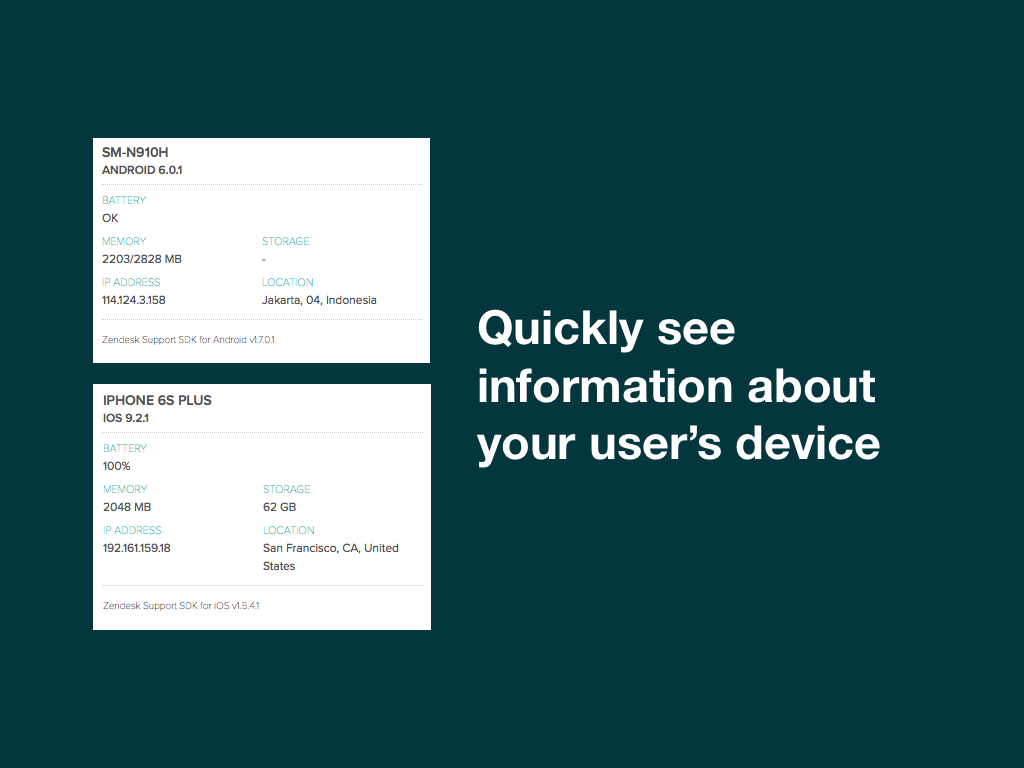 SM-N910H
ANDROID 6.0.1
BATTERY
OK
MEMORY STORAGE
2203/2828 MB -
IP ADDRESS LOCATION
114.124.3.158 Jakarta, 04, Indonesia
Zendesk Support SDK for Android v1.7.0.1
IPHONE 6S PLUS
IOS 9.2.1
BATTERY
100%
MEMORY STORAGE
2048 MB 62 GB
IP ADDRESS LOCATION
192.161.159.18 San Francisco, CA, United
States
Zendesk Support SDK for iOS v1.5.4.1
Quickly see
information about
your user’s device